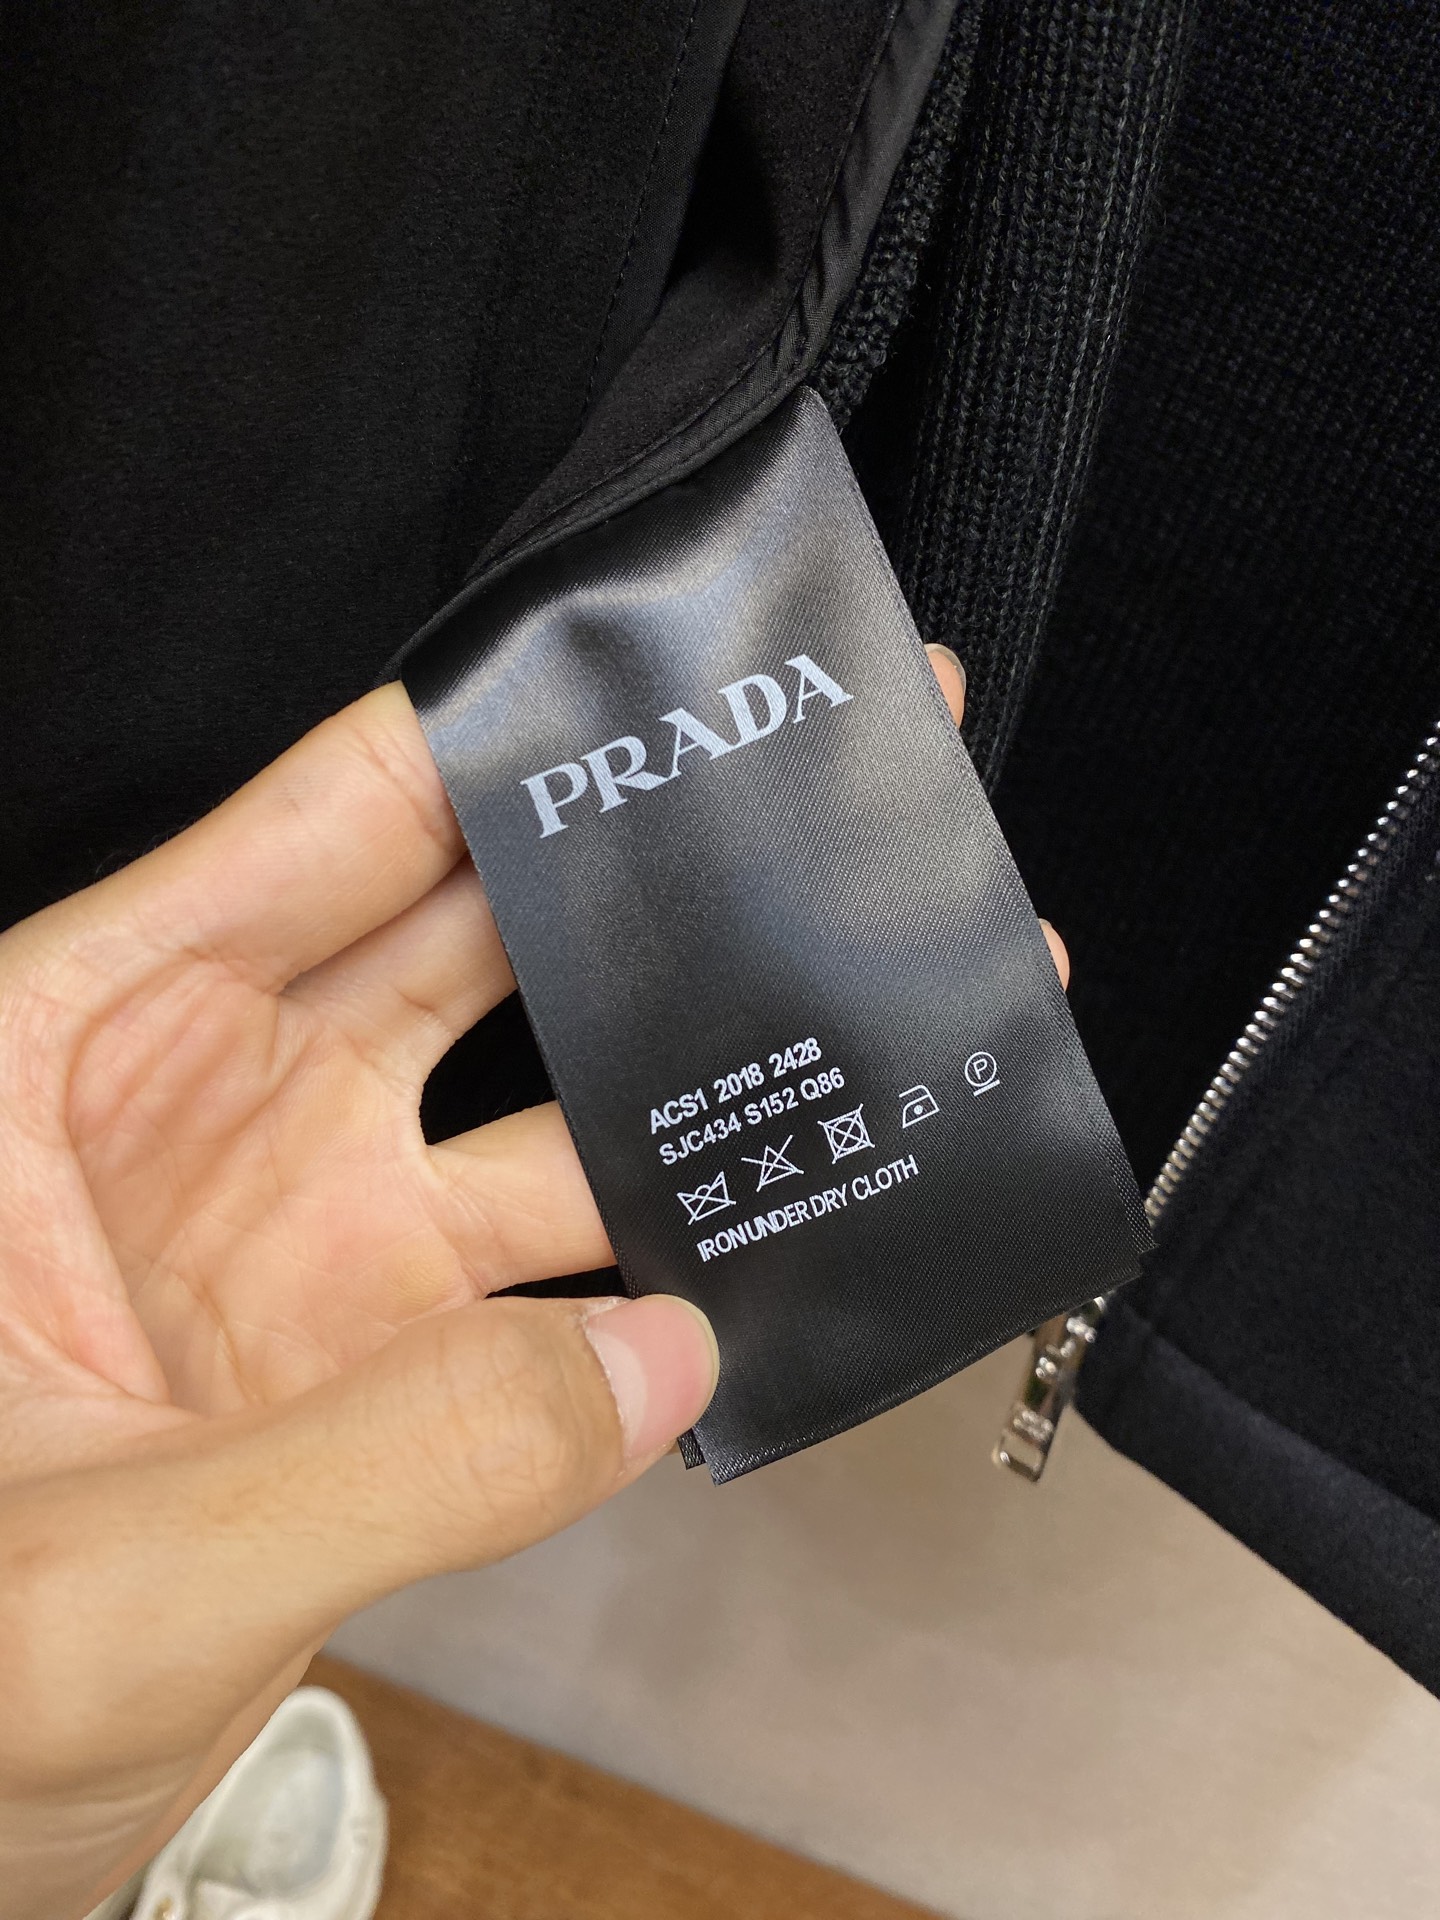 PRADA
ACS1 2018 2428
SJC434 S152 Q86
P
IRON UNDER DRY CLOTH